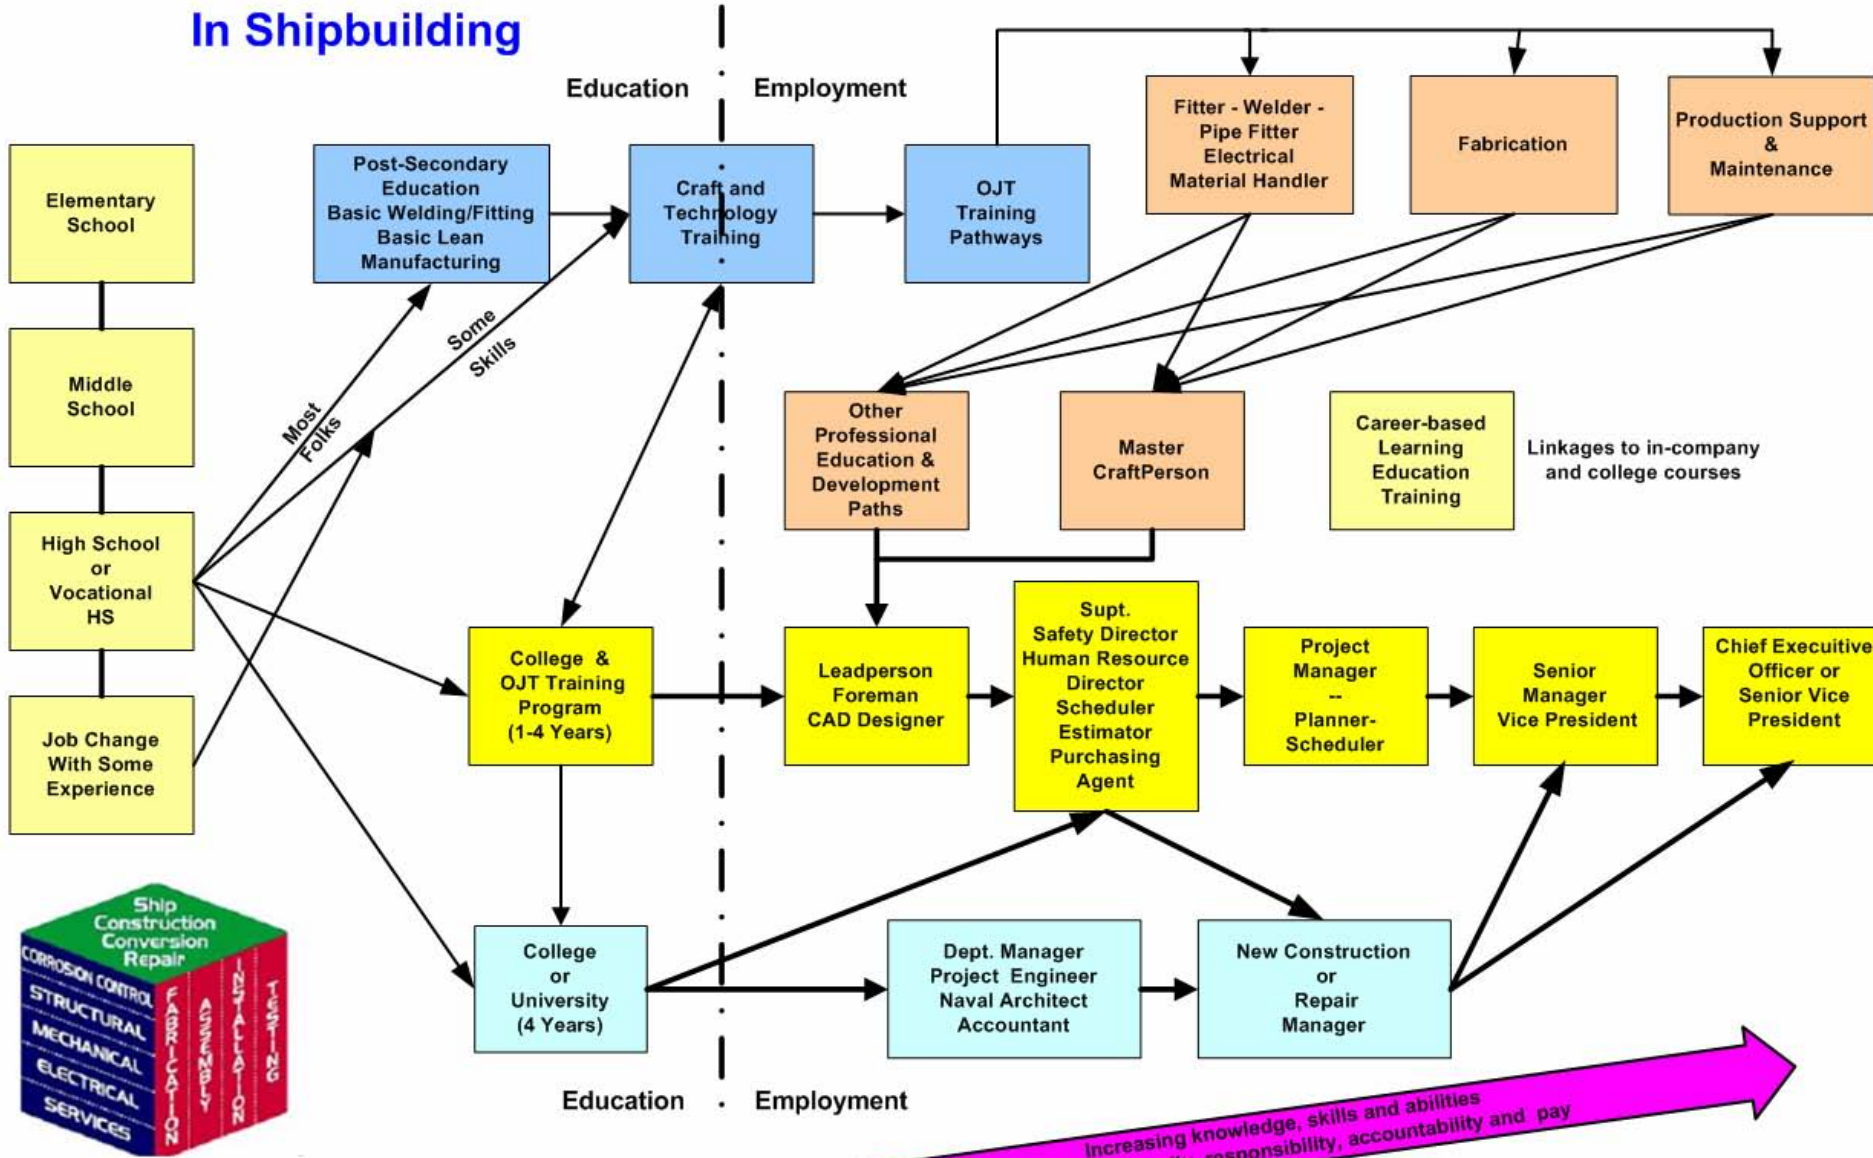 In Shipbuilding
Education
Employment
Elementary
School
Middle
School
High School
or
Vocational
HS
Job Change
With Some
Experience
Post-Secondary
Education
Basic Welding/Fitting
Basic Lean
Manufacturing
Craft and
Technology
Training
OJT
Training
Pathways
Fitter - Welder -
Pipe Fitter
Electrical
Material Handler
Fabrication
Production Support
&
Maintenance
Most
Folks
Some
Skills
Other
Professional
Education &
Development
Paths
Master
CraftPerson
Career-based
Learning
Education
Training
Linkages to in-company
and college courses
College &
OJT Training
Program
(1-4 Years)
Leadperson
Foreman
CAD Designer
Supt.
Safety Director
Human Resource
Director
Scheduler
Estimator
Purchasing
Agent
Project
Manager
--
Planner-
Scheduler
Senior
Manager
Vice President
Chief Executive
Officer or
Senior Vice
President
College
or
University
(4 Years)
Dept. Manager
Project Engineer
Naval Architect
Accountant
New Construction
or
Repair
Manager
Ship
Construction
Conversion
Repair
CORROSION CONTROL
STRUCTURAL
MECHANICAL
ELECTRICAL
SERVICES
FABRICATION
ASSEMBLY
INSTALLATION
TESTING
Education
Employment
Increasing knowledge, skills and abilities
responsibility, accountability and pay